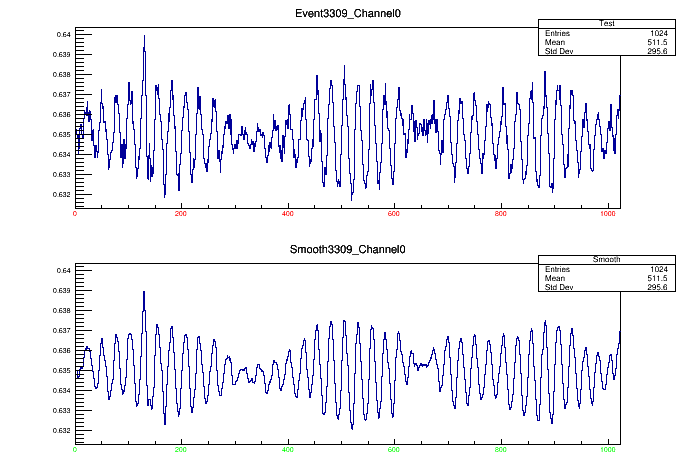 Event3309_Channel0
Test
Entries 1024
Mean 511.5
Std Dev 295.6
0.64
0.639
0.638
0.637
0.636
0.635
0.634
0.633
0.632
0 200 400 600 800 1000
Smooth3309_Channel0
Smooth
Entries 1024
Mean 511.5
Std Dev 295.6
0.64
0.639
0.638
0.637
0.636
0.635
0.634
0.633
0.632
0 200 400 600 800 1000